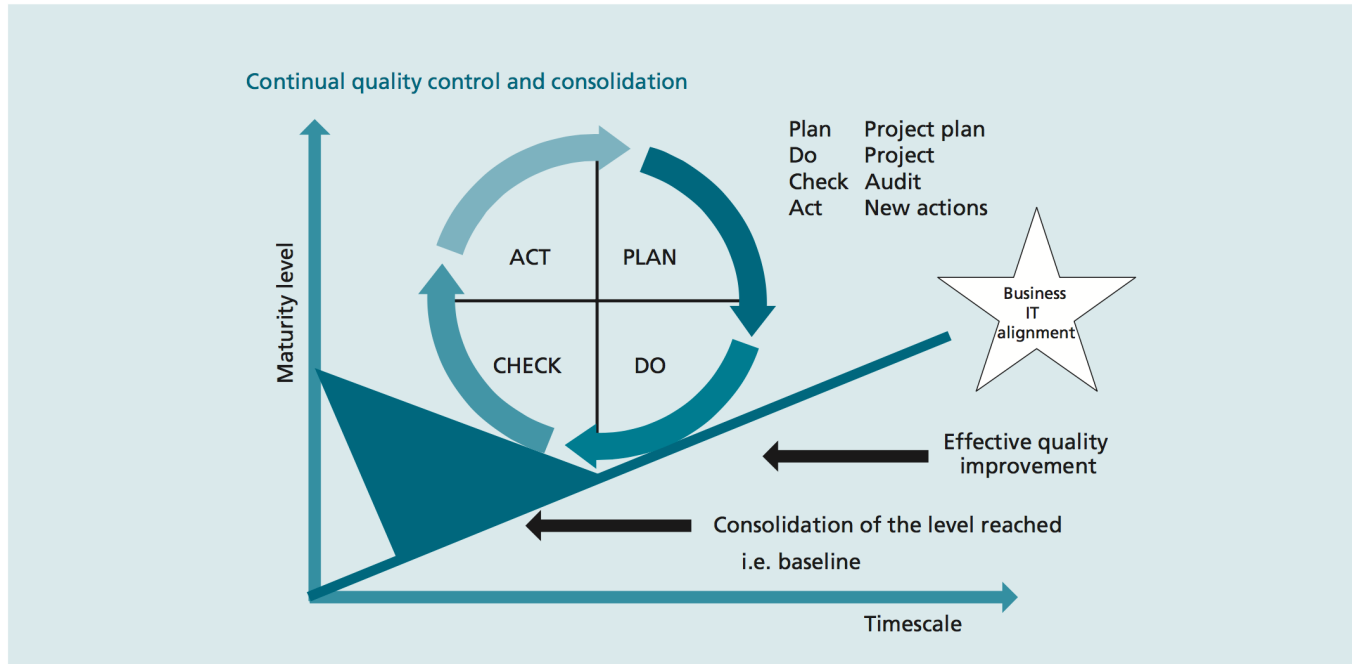 Continual quality control and consolidation
Plan Project plan
Do Project
Check Audit
Act New actions
Maturity level
ACT
PLAN
CHECK
DO
Business
IT
alignment
Effective quality
improvement
Consolidation of the level reached
i.e. baseline
Timescale